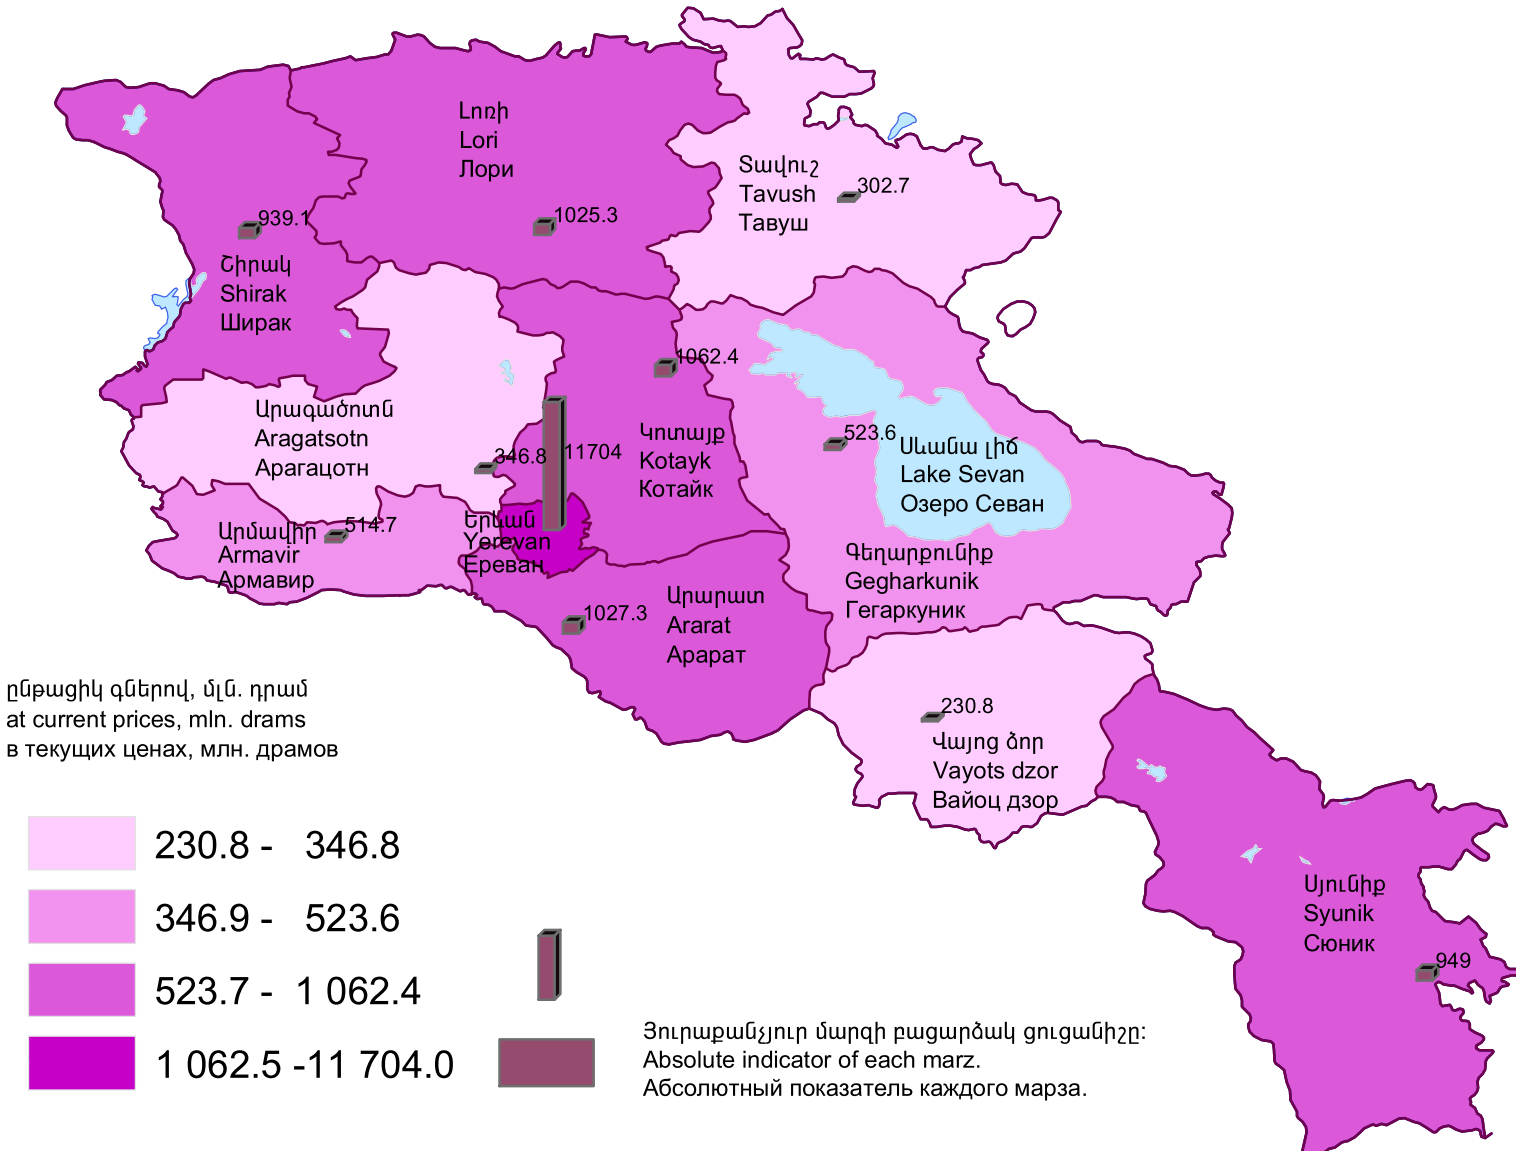 Լոռի
Lori
Лори
1025.3
Տավուշ
Tavush
Тавуш
302.7
939.1
Շիրակ
Shirak
Ширак
1062.4
Արագածոտն
Aragatsotn
Арагацотн
346.8
11704
Կոտայք
Kotayk
Котайк
523.6
Սևանա լիճ
Lake Sevan
Озеро Севан
514.7
Արմավիր
Armavir
Армавир
Երևան
Yerevan
Ереван
Գեղարքունիք
Gegharkunik
Гегаркуник
1027.3
Արարատ
Ararat
Арарат
230.8
Վայոց ձոր
Vayots dzor
Вайоц дзор
Սյունիք
Syunik
Сюник
949
ընթացիկ գներով, մլն. դրամ
at current prices, mln. drams
в текущих ценах, млн. драмов
230.8 - 346.8
346.9 - 523.6
523.7 - 1 062.4
1 062.5 -11 704.0
Յուրաքանչյուր մարզի բացարձակ ցուցանիշը:
Absolute indicator of each marz.
Абсолютный показатель каждого марза.